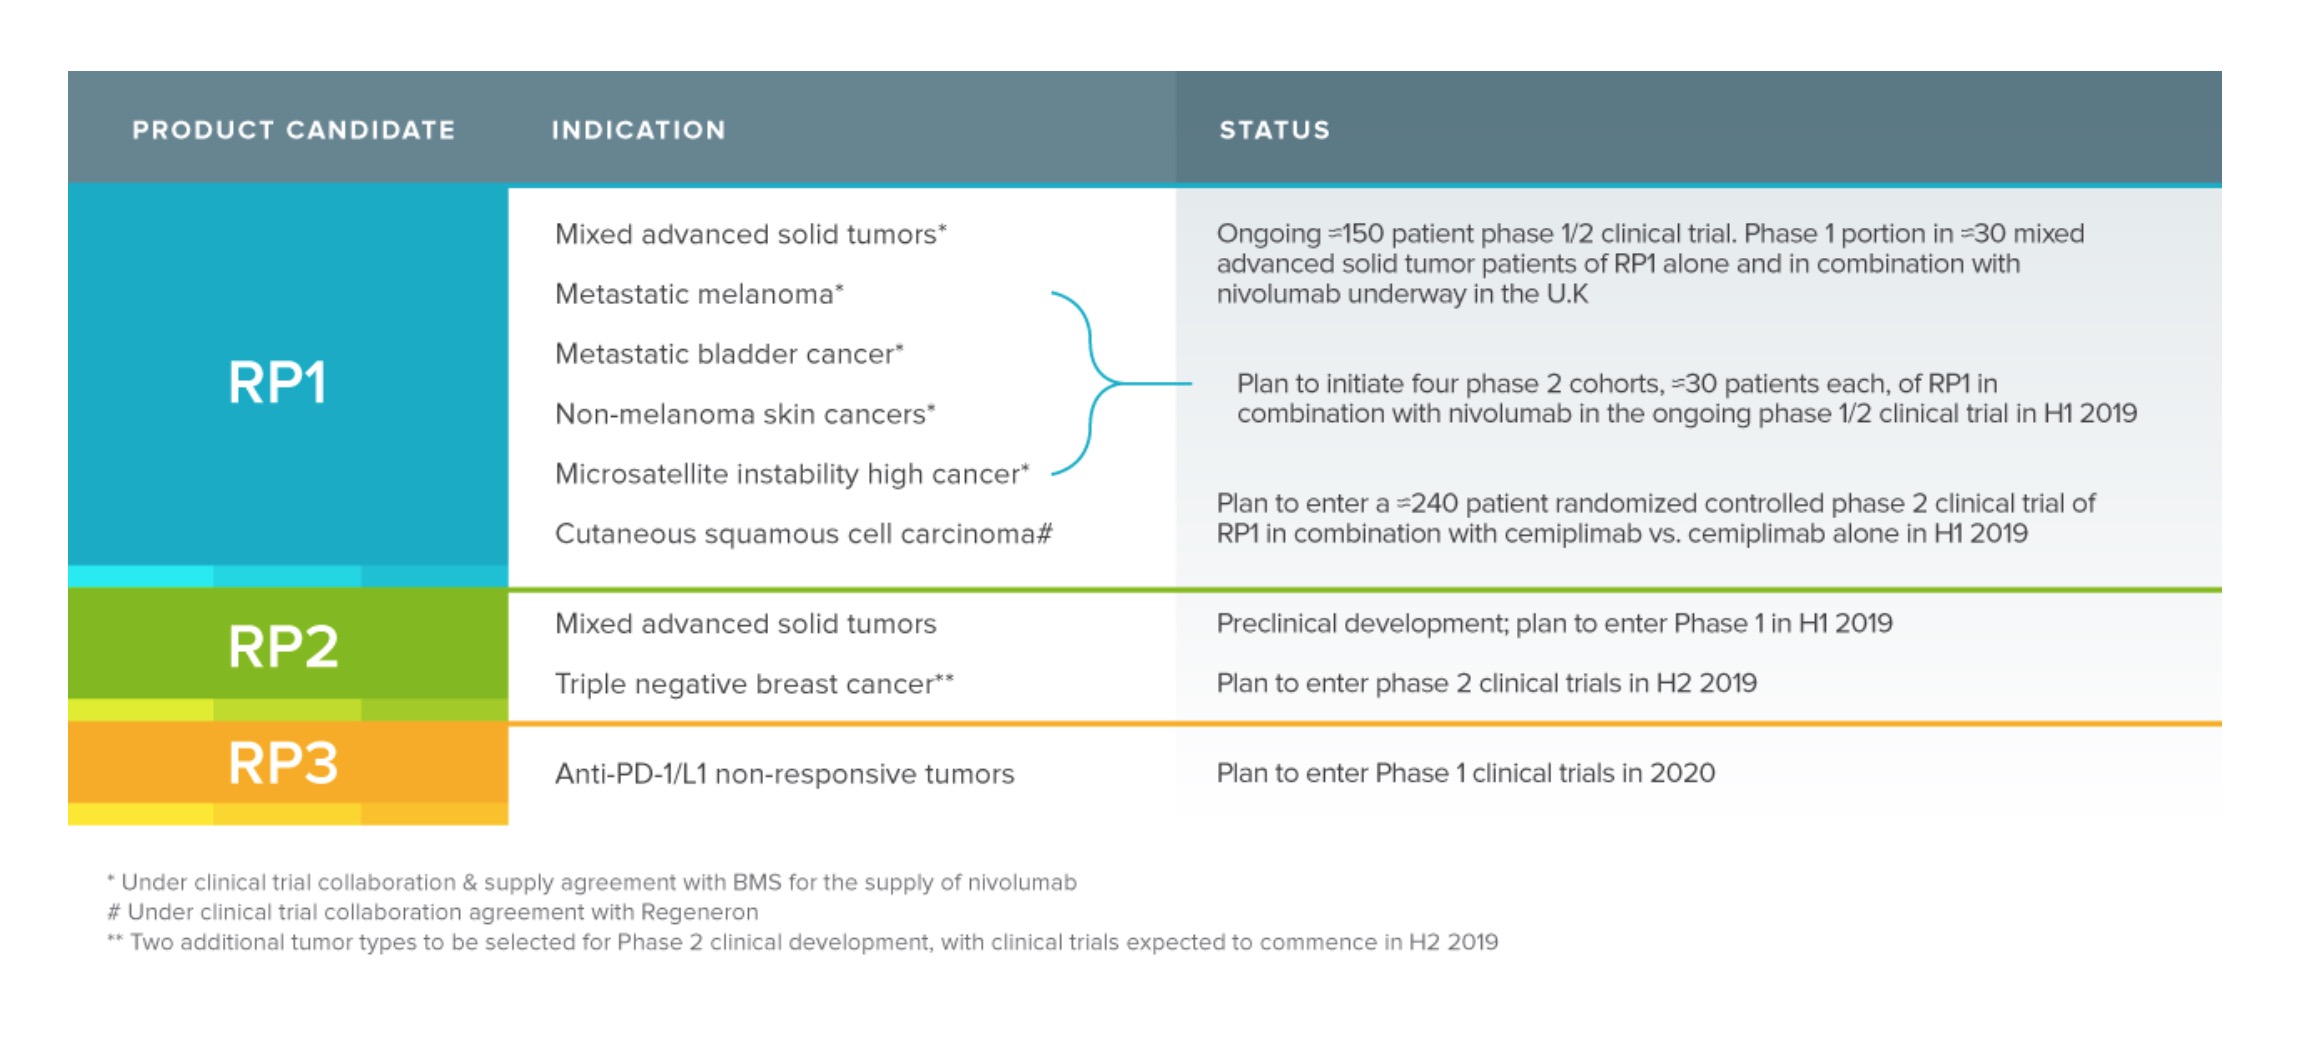 PRODUCT CANDIDATE
INDICATION
STATUS
RP1
Mixed advanced solid tumors*
Metastatic melanoma*
Metastatic bladder cancer*
Non-melanoma skin cancers*
Microsatellite instability high cancer*
Cutaneous squamous cell carcinoma#
Ongoing ≂150 patient phase 1/2 clinical trial. Phase 1 portion in ≂30 mixed
advanced solid tumor patients of RP1 alone and in combination with
nivolumab underway in the U.K
Plan to initiate four phase 2 cohorts, ≂30 patients each, of RP1 in
combination with nivolumab in the ongoing phase 1/2 clinical trial in H1 2019
Plan to enter a ≂240 patient randomized controlled phase 2 clinical trial of
RP1 in combination with cemiplimab vs. cemiplimab alone in H1 2019
RP2
Mixed advanced solid tumors
Preclinical development; plan to enter Phase 1 in H1 2019
Triple negative breast cancer**
Plan to enter phase 2 clinical trials in H2 2019
RP3
Anti-PD-1/L1 non-responsive tumors
Plan to enter Phase 1 clinical trials in 2020
* Under clinical trial collaboration & supply agreement with BMS for the supply of nivolumab
# Under clinical trial collaboration agreement with Regeneron
** Two additional tumor types to be selected for Phase 2 clinical development, with clinical trials expected to commence in H2 2019